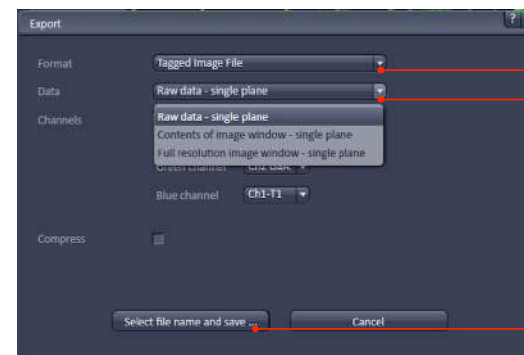 Export
?
Format Tagged Image File
Data Raw data - single plane
Channels Raw data - single plane
Contents of image window - single plane
Full resolution image window - single plane
Green channel
Blue channel Ch1-T1
Compress
Select file name and save ... Cancel